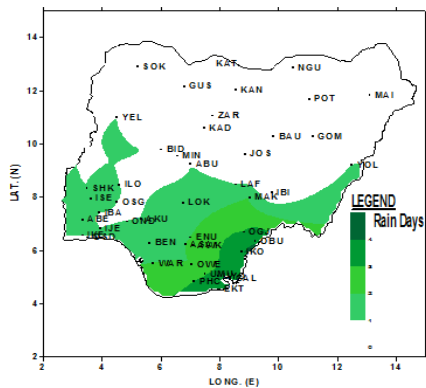 14
12
10
8
6
4
2
LAT. (N)
2
4
6
8
10
12
14
LONG. (E)
SOK
KAT
NGU
GUS
KAN
MAI
POT
YEL
ZAR
KAD
BAU
GOM
BID
MIN
JOS
ABU
YOL
SHK
ILO
LAF
IBI
ISE
OSG
LOK
MAK
IBA
ABE
OND
AKU
IJE
ENU
OGJ
BEN
OBU
IKO
WAR
OWE
UMU
PHC
CAL
EKT
LEGEND
Rain Days
4
3
2
1
0